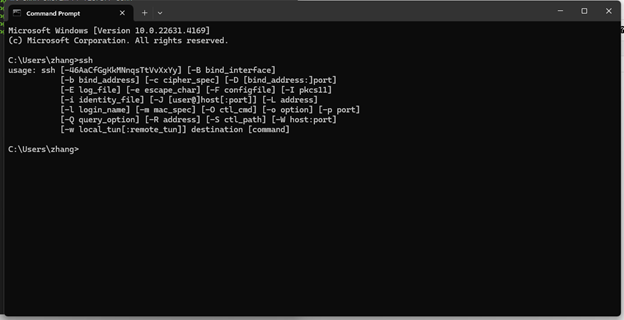 Command Prompt
Microsoft Windows [Version 10.0.22631.4169]
(c) Microsoft Corporation. All rights reserved.
C:\Users\zhang>ssh
usage: ssh [-46AaCfGgKkMNnqsTtVvXxYy] [-B bind_interface]
[-b bind_address] [-c cipher_spec] [-D [bind_address:]port]
[-E log_file] [-e escape_char] [-F configfile] [-I pkcs11]
[-i identity_file] [-J [user@]host[:port]] [-L address]
[-l login_name] [-m mac_spec] [-O ctl_cmd] [-o option] [-p port]
[-Q query_option] [-R address] [-S ctl_path] [-W host:port]
[-w local_tun[:remote_tun]] destination [command]
C:\Users\zhang>